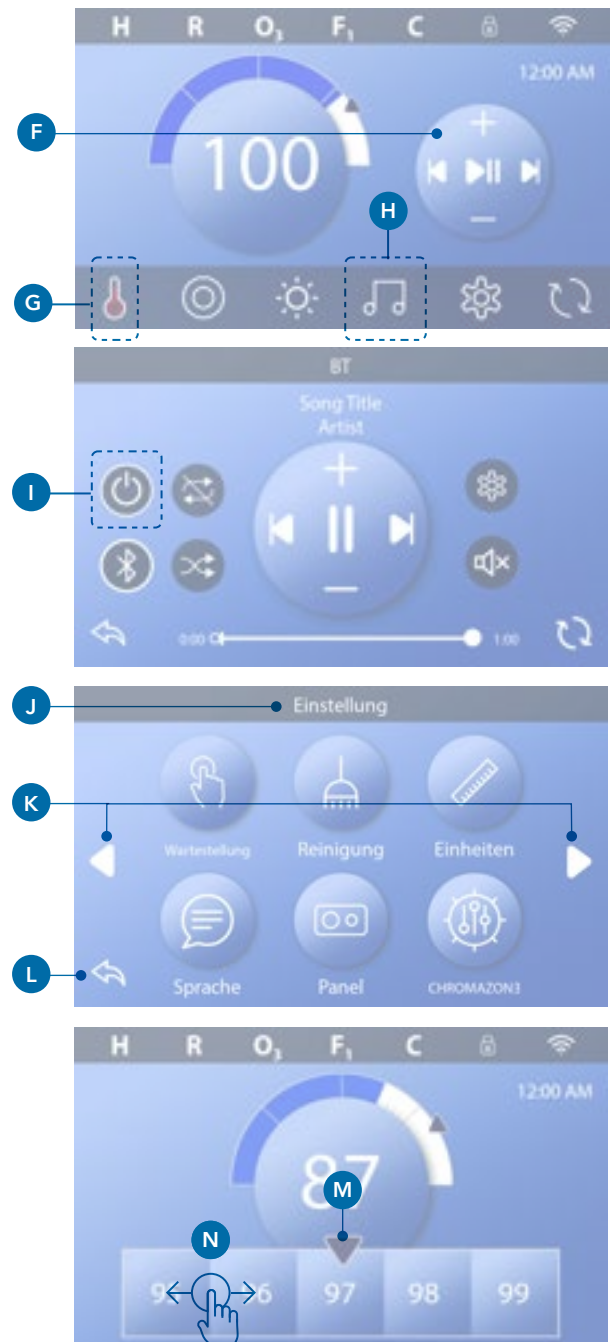 H R O₃ F₁ C
12:00 AM
F
100
H
G
BT
Song Title
Artist
I
0:00 1:00
J Einstellung
K
Wartestellung Reinigung Einheiten
L
Sprache Panel CHROMAZON3
H R O₃ F₁ C
12:00 AM
87
M
N
97 98 99